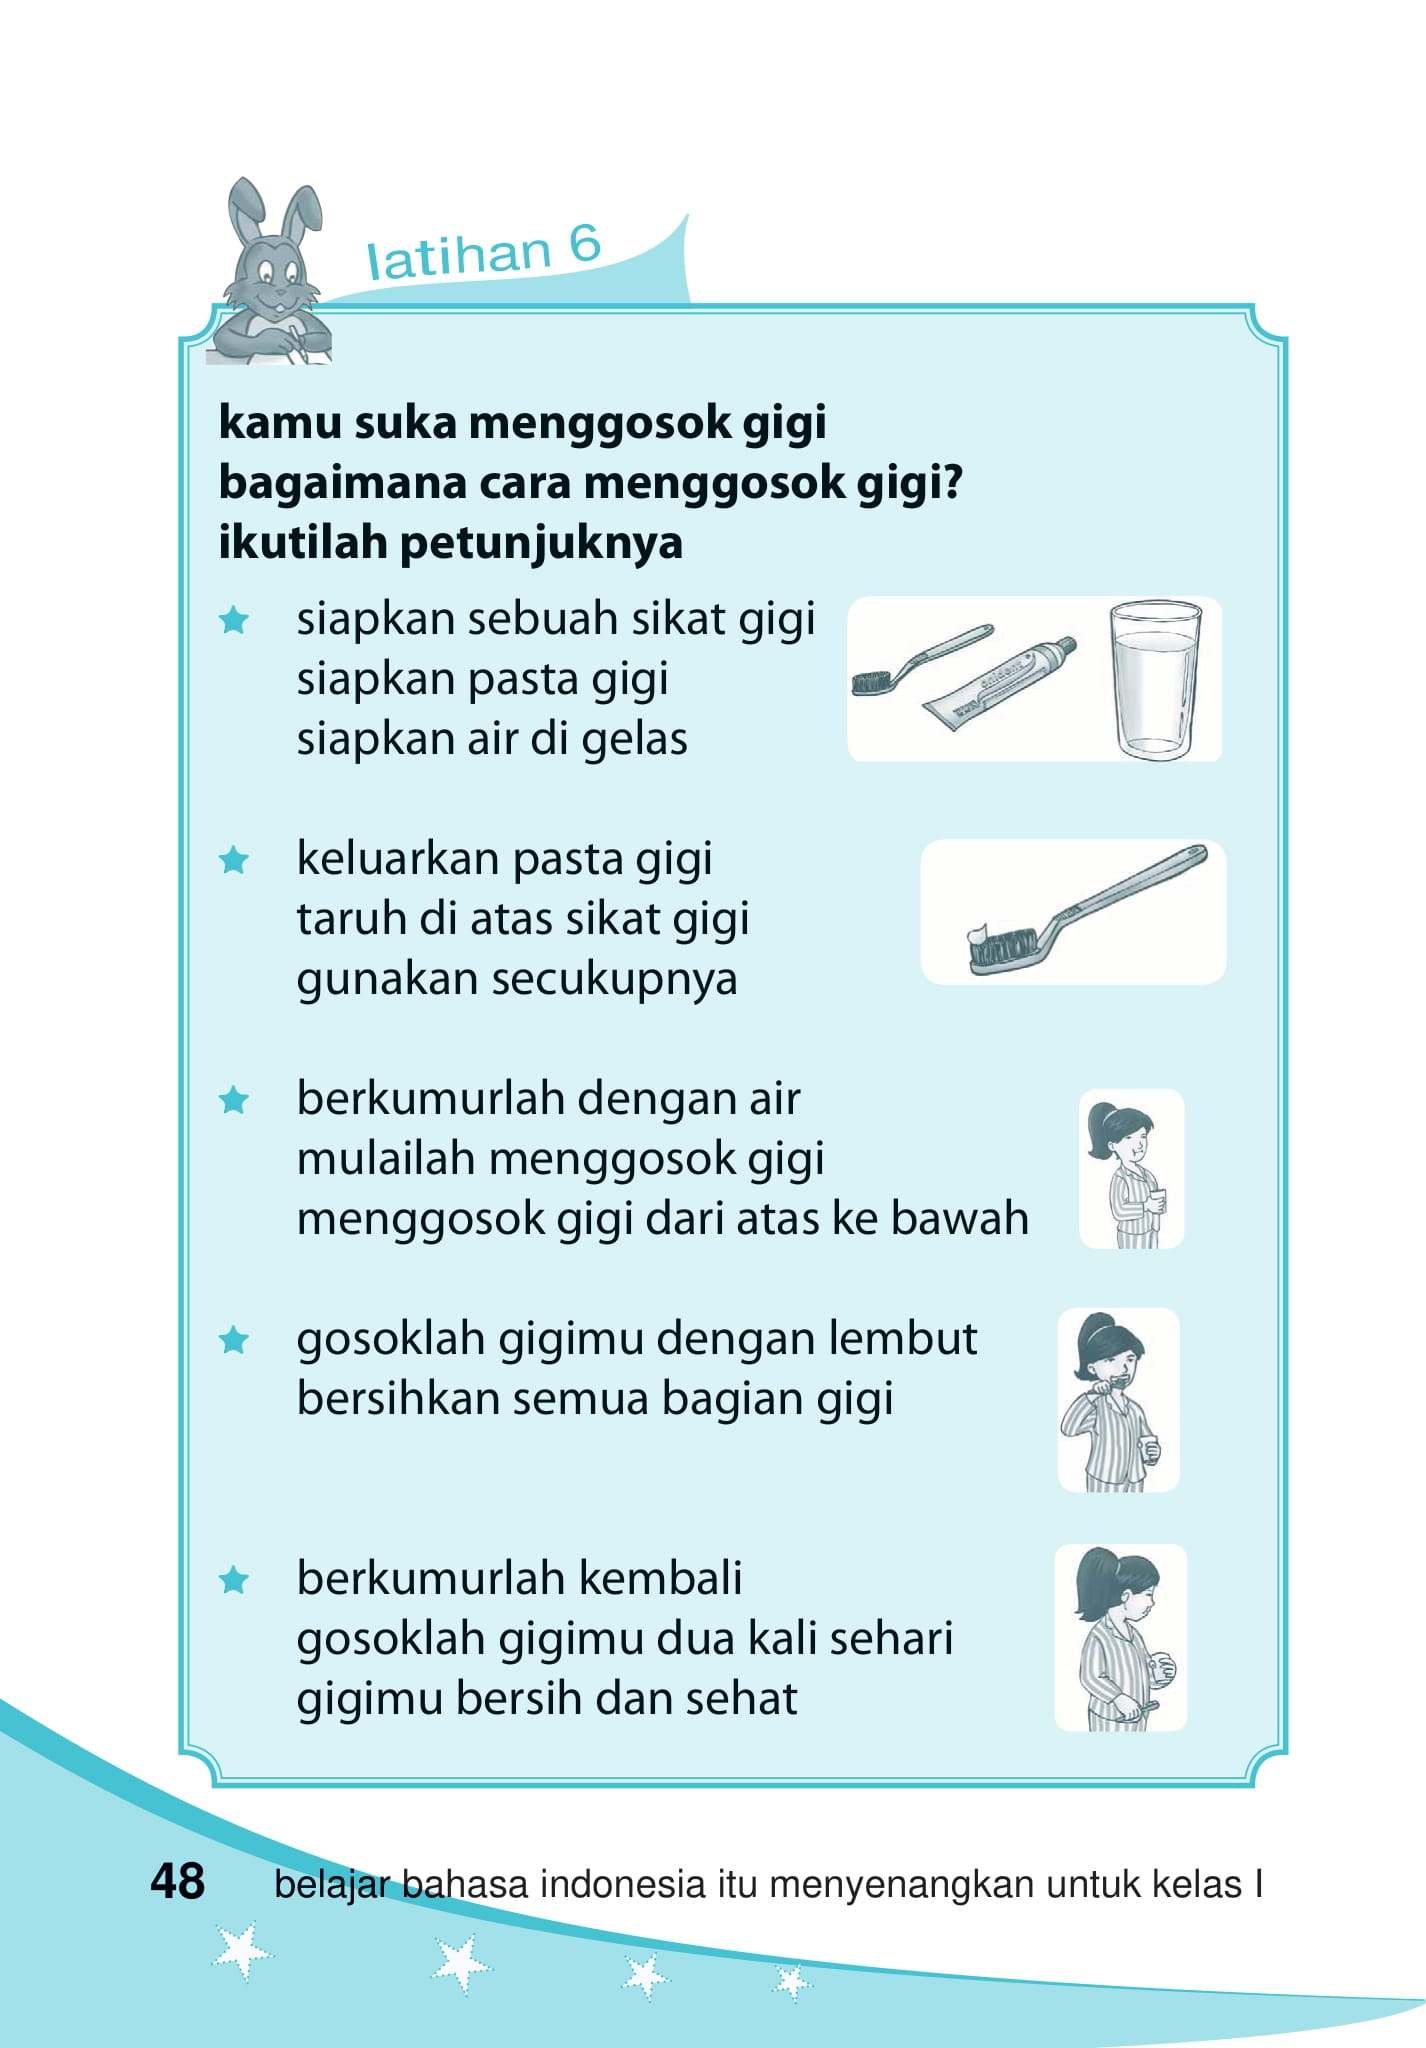 latihan 6
kamu suka menggosok gigi
bagaimana cara menggosok gigi?
ikutilah petunjuknya
siapkan sebuah sikat gigi
siapkan pasta gigi
siapkan air di gelas
keluarkan pasta gigi
taruh di atas sikat gigi
gunakan secukupnya
berkumurlah dengan air
mulailah menggosok gigi
menggosok gigi dari atas ke bawah
gosoklah gigimu dengan lembut
bersihkan semua bagian gigi
berkumurlah kembali
gosoklah gigimu dua kali sehari
gigimu bersih dan sehat
48 belajar bahasa indonesia itu menyenangkan untuk kelas I